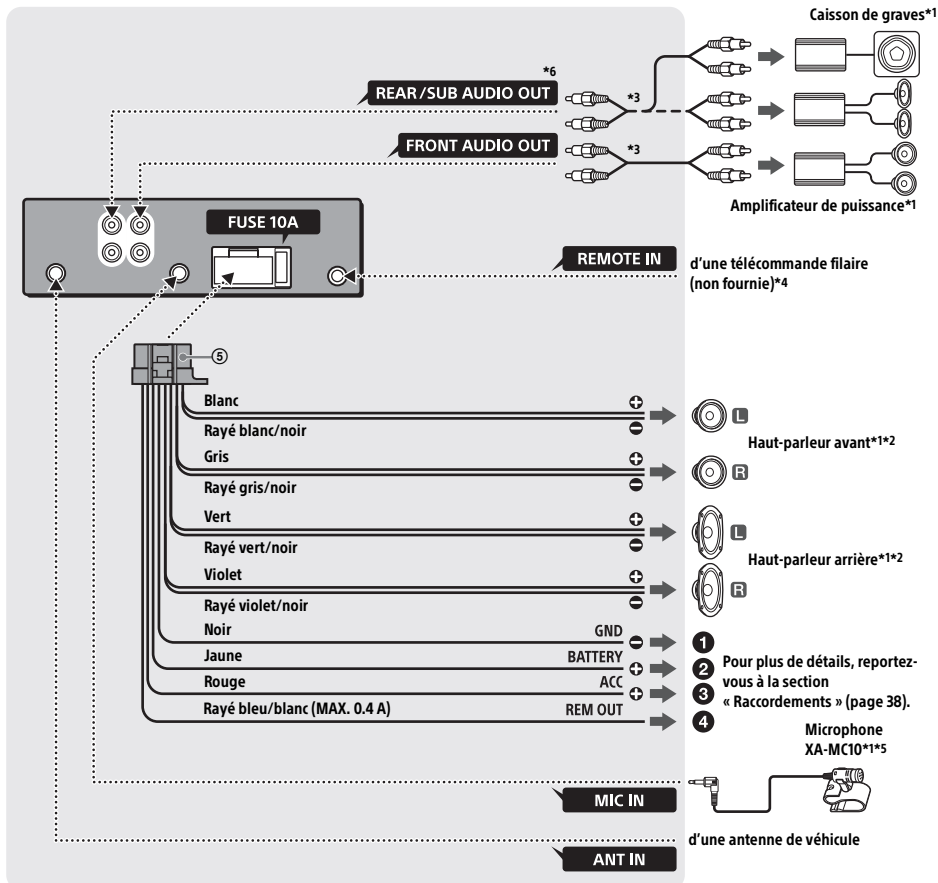 Caisson de graves*1
*6
REAR/SUB AUDIO OUT
*3
FRONT AUDIO OUT
*3
Amplificateur de puissance*1
FUSE 10A
REMOTE IN
d'une télécommande filaire
(non fournie)*4
⑤
Blanc
Rayé blanc/noir
L
Haut-parleur avant*1*2
Gris
Rayé gris/noir
R
Vert
Rayé vert/noir
L
Haut-parleur arrière*1*2
Violet
Rayé violet/noir
R
Noir GND ❶
Jaune BATTERY ❷
Rouge ACC ❸
Rayé bleu/blanc (MAX. 0.4 A) REM OUT ❹
Pour plus de détails, reportez-
vous à la section
« Raccordements » (page 38).
Microphone
XA-MC10*1*5
MIC IN
d'une antenne de véhicule
ANT IN